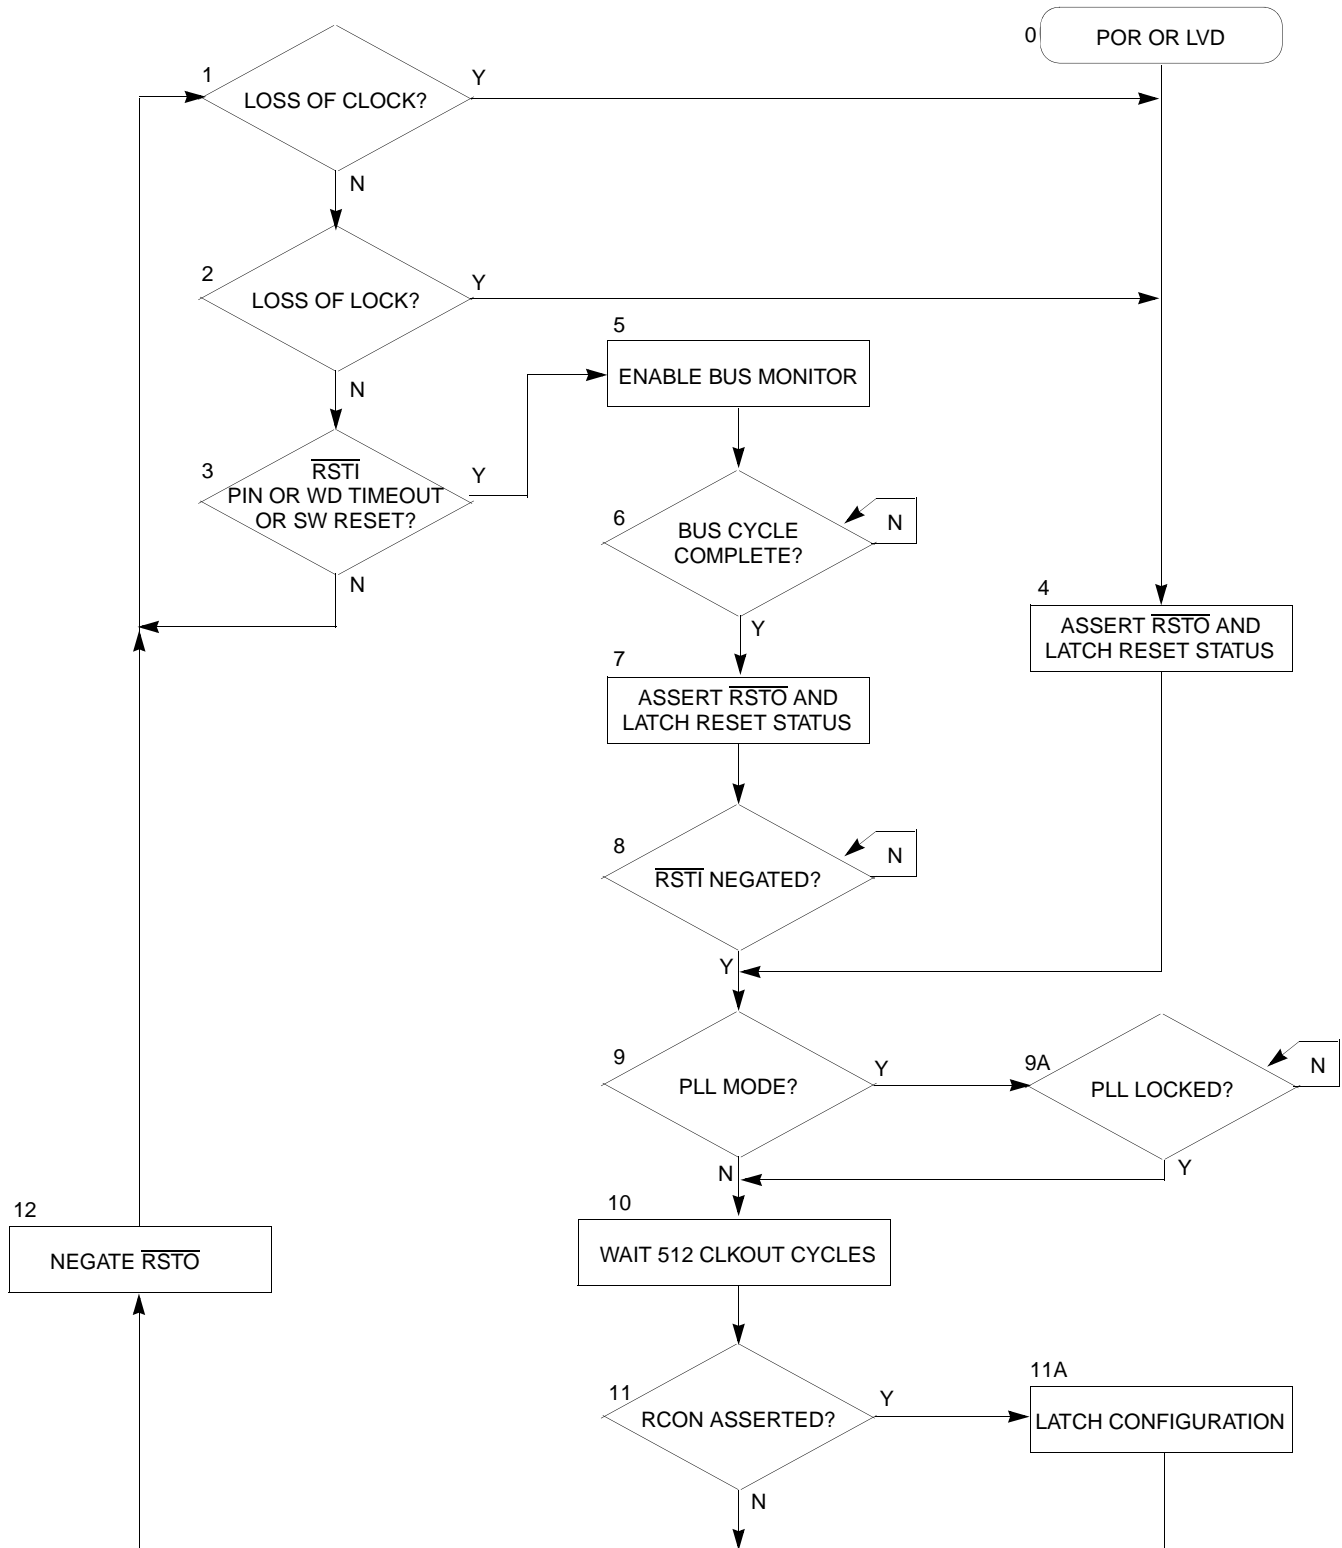 0
POR OR LVD
1
LOSS OF CLOCK?
Y
N
2
LOSS OF LOCK?
Y
N
3
RSTI
PIN OR WD TIMEOUT
OR SW RESET?
Y
N
5
ENABLE BUS MONITOR
6
BUS CYCLE
COMPLETE?
N
Y
4
ASSERT RSTO AND
LATCH RESET STATUS
7
ASSERT RSTO AND
LATCH RESET STATUS
8
RSTI NEGATED?
N
Y
9
PLL MODE?
Y
N
9A
PLL LOCKED?
N
Y
10
WAIT 512 CLKOUT CYCLES
12
NEGATE RSTO
11
RCON ASSERTED?
Y
N
11A
LATCH CONFIGURATION